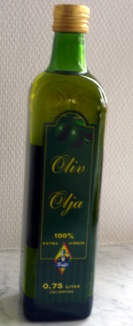 Oliv
Olja
100%
EXTRA VIRGIN
0,75 LITER